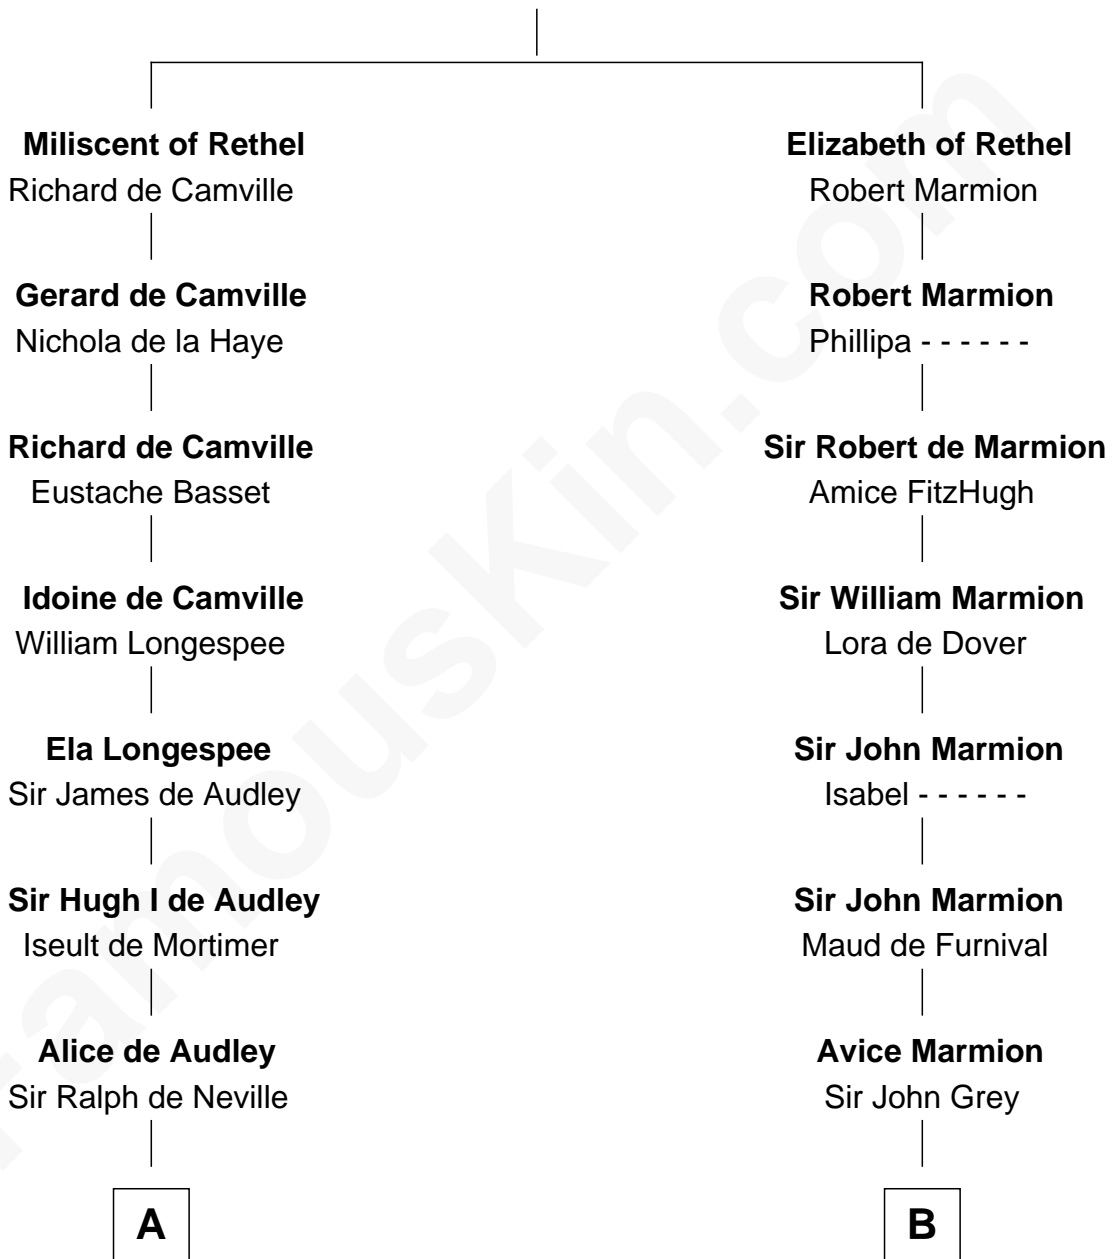 Miliscent of Rethel
Richard de Camville
Gerard de Camville
Nichola de la Haye
Richard de Camville
Eustache Basset
Idoine de Camville
William Longespee
Ela Longespee
Sir James de Audley
Sir Hugh I de Audley
Iseult de Mortimer
Alice de Audley
Sir Ralph de Neville
A
Elizabeth of Rethel
Robert Marmion
Robert Marmion
Phillipa - - - - - -
Sir Robert de Marmion
Amice FitzHugh
Sir William Marmion
Lora de Dover
Sir John Marmion
Isabel - - - - - -
Sir John Marmion
Maud de Furnival
Avice Marmion
Sir John Grey
B
FamousKin.com